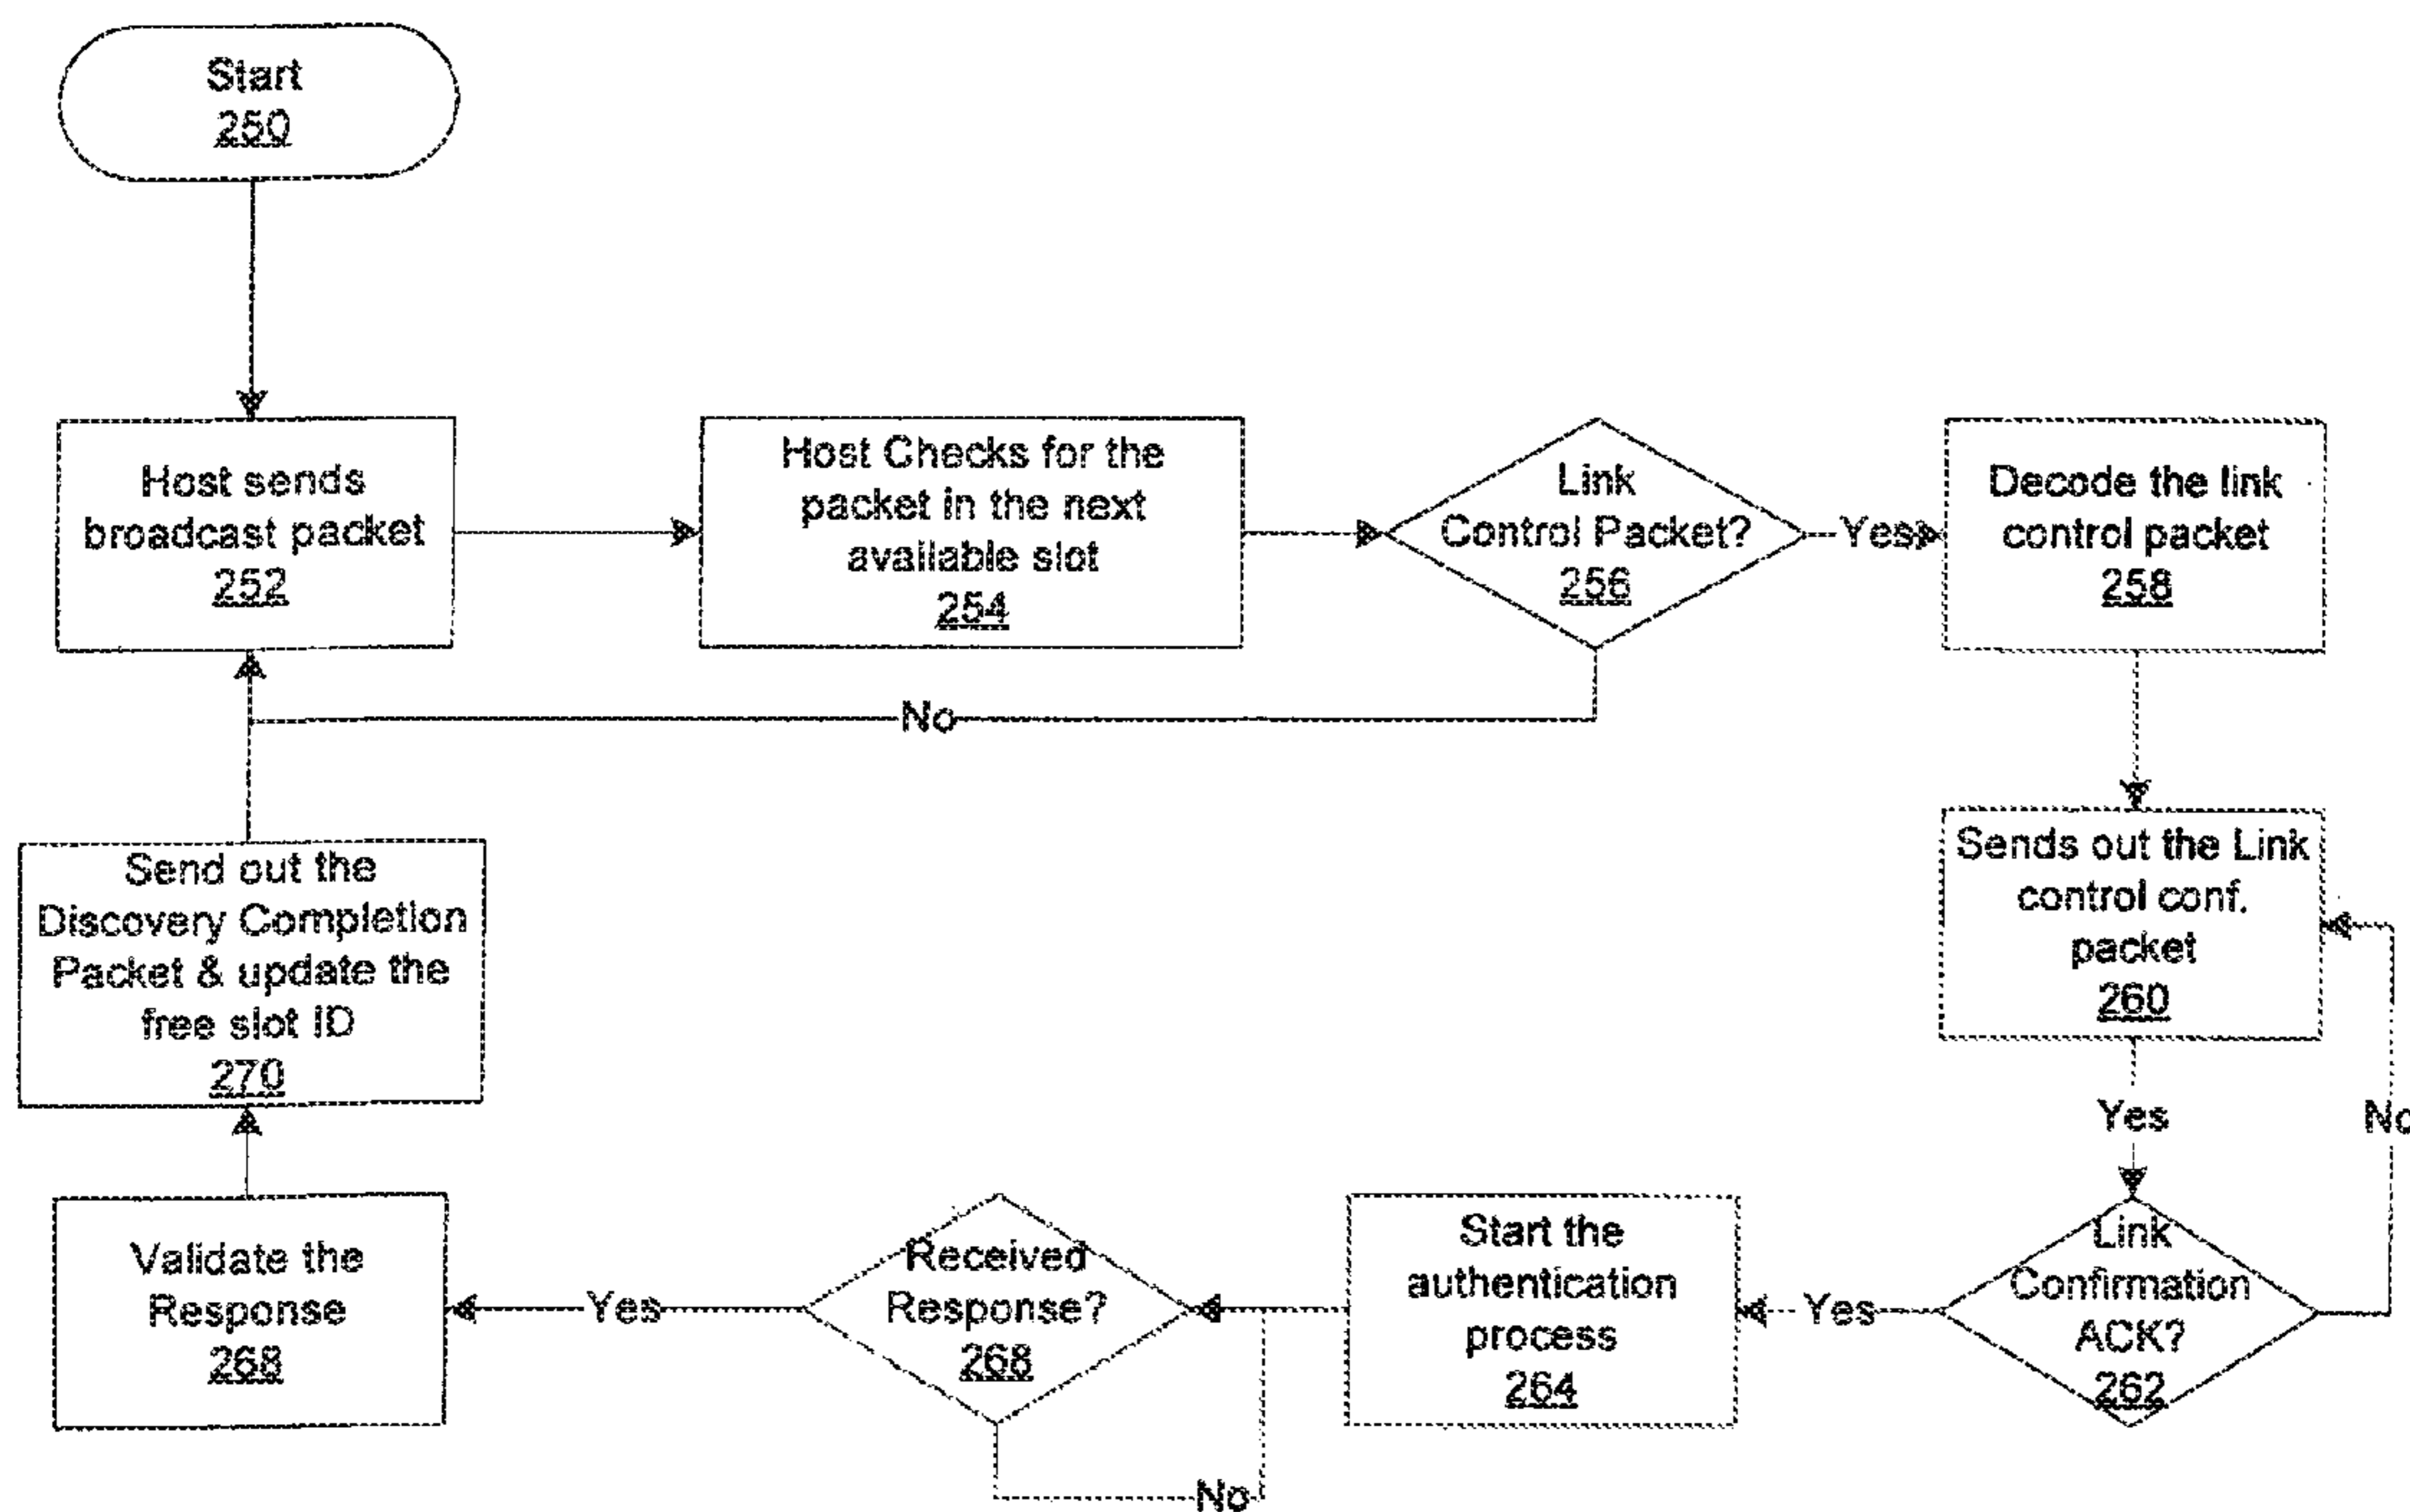 Start
250
Host sends
broadcast packet
252
Host Checks for the
packet in the next
available slot
254
Link
Control Packet?
256
Yes
Decode the link
control packet
258
No
Sends out the Link
control conf.
packet
260
Yes
No
Link
Confirmation
ACK?
262
Yes
Start the
authentication
process
264
Received
Response?
268
No
Yes
Validate the
Response
268
Send out the
Discovery Completion
Packet & update the
free slot ID
270